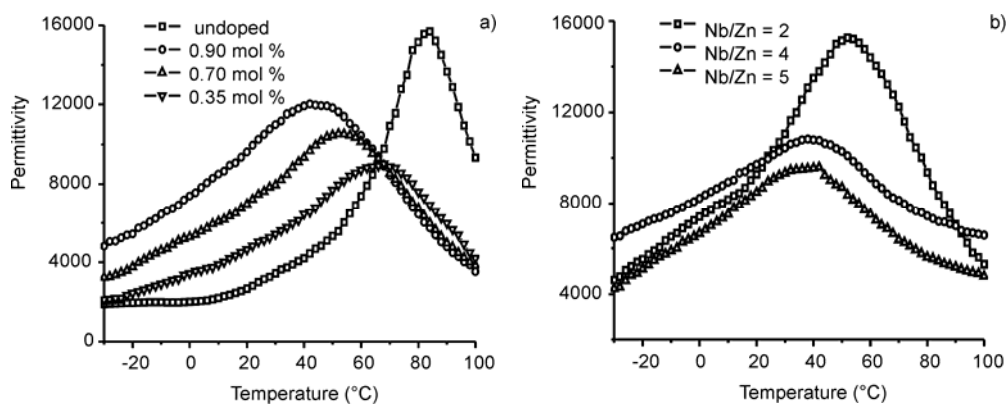 a)
undoped
0.90 mol %
0.70 mol %
0.35 mol %
Permittivity
16000
12000
8000
4000
0
-20 0 20 40 60 80 100
Temperature (°C)
b)
Nb/Zn = 2
Nb/Zn = 4
Nb/Zn = 5
Permittivity
16000
12000
8000
4000
-20 0 20 40 60 80 100
Temperature (°C)